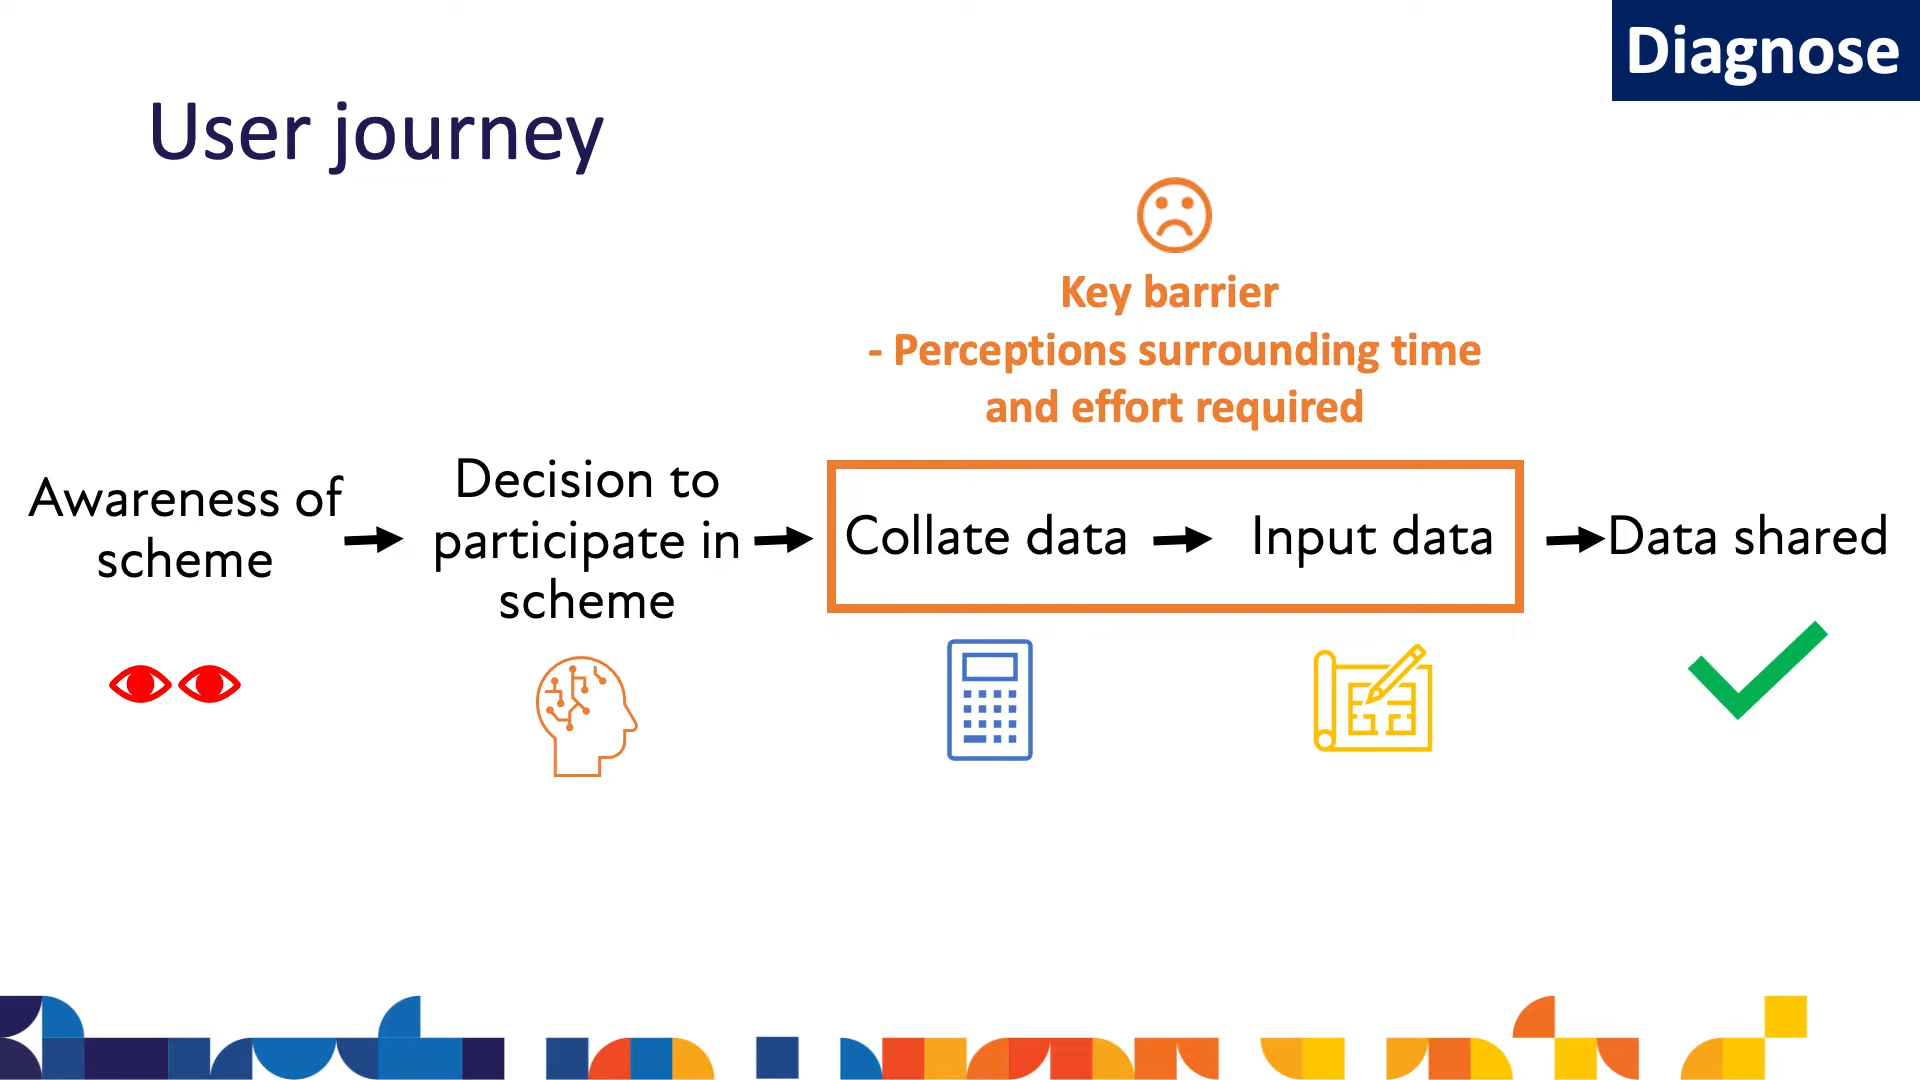 Diagnose
User journey
Key barrier
- Perceptions surrounding time
and effort required
Awareness of
scheme
Decision to
participate in
scheme
Collate data
Input data
Data shared